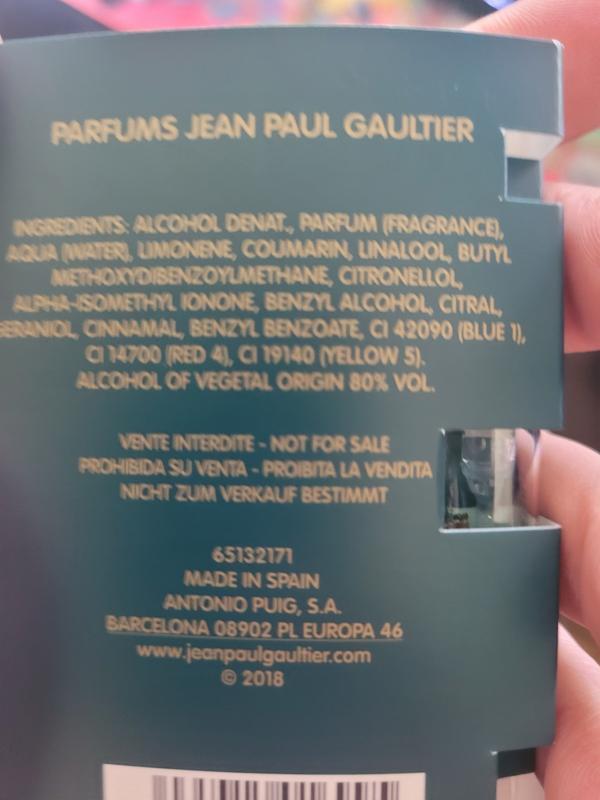 PARFUMS JEAN PAUL GAULTIER
INGREDIENTS: ALCOHOL DENAT., PARFUM (FRAGRANCE),
AQUA (WATER), LIMONENE, COUMARIN, LINALOOL, BUTYL
METHOXYDIBENZOYLMETHANE, CITRONELLOL,
ALPHA-ISOMETHYL IONONE, BENZYL ALCOHOL, CITRAL,
GERANIOL, CINNAMAL, BENZYL BENZOATE, CI 42090 (BLUE 1),
CI 14700 (RED 4), CI 19140 (YELLOW 5).
ALCOHOL OF VEGETAL ORIGIN 80% VOL.
VENTE INTERDITE - NOT FOR SALE
PROHIBIDA SU VENTA - PROIBITA LA VENDITA
NICHT ZUM VERKAUF BESTIMMT
65132171
MADE IN SPAIN
ANTONIO PUIG, S.A.
BARCELONA 08902 PL EUROPA 46
www.jeanpaulgaultier.com
© 2018